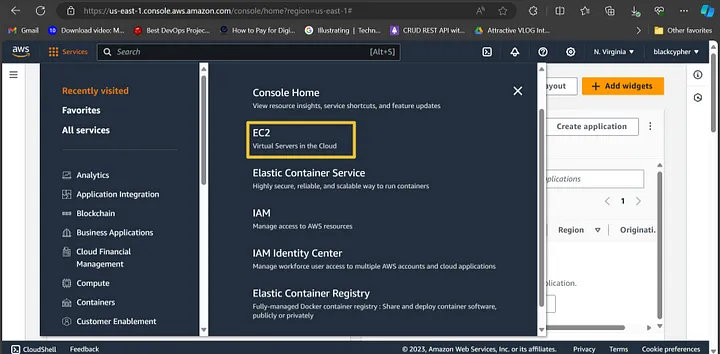 https://us-east-1.console.aws.amazon.com/console/home?region=us-east-1#
Gmail
10 Download video: M...
Best DevOps Projec...
How to Pay for Digi...
Illustrating | Techn...
CRUD REST API wit...
Attractive VLOG Int...
Other favorites
aws
Services
Search
[Alt+S]
N. Virginia
blackcypher
Recently visited
Favorites
All services
Analytics
Application Integration
Blockchain
Business Applications
Cloud Financial
Management
Compute
Containers
Customer Enablement
Console Home
View resource insights, service shortcuts, and feature updates
EC2
Virtual Servers in the Cloud
Elastic Container Service
Highly secure, reliable, and scalable way to run containers
IAM
Manage access to AWS resources
IAM Identity Center
Manage workforce user access to multiple AWS accounts and cloud applications
Elastic Container Registry
Fully-managed Docker container registry : Share and deploy container software,
publicly or privately
yout
+ Add widgets
Create application
plications
1
Region
Originati.
ation.
CloudShell
Feedback
© 2023, Amazon Web Services, Inc. or its affiliates.
Privacy
Terms
Cookie preferences